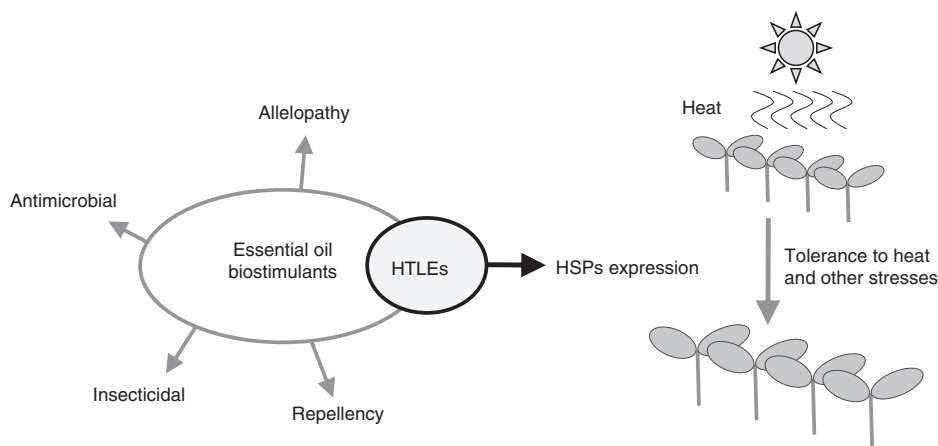 Allelopathy
Antimicrobial
Essential oil
biostimulants
HTLEs
HSPs expression
Insecticidal
Repellency
Heat
Tolerance to heat
and other stresses